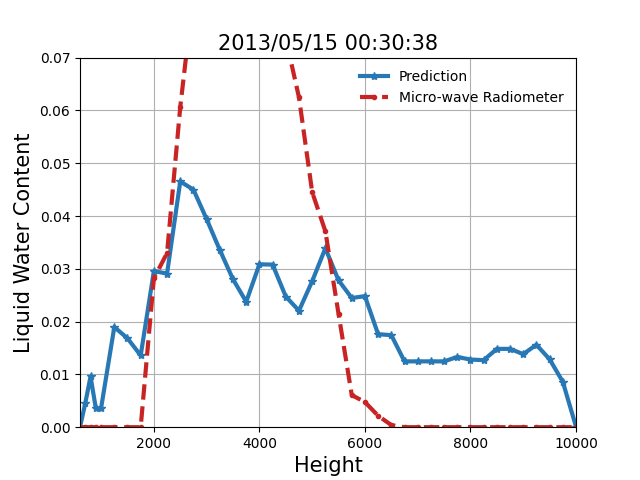 2013/05/15 00:30:38
Prediction
Micro-wave Radiometer
Liquid Water Content
0.07
0.06
0.05
0.04
0.03
0.02
0.01
0.00
2000 4000 6000 8000 10000
Height